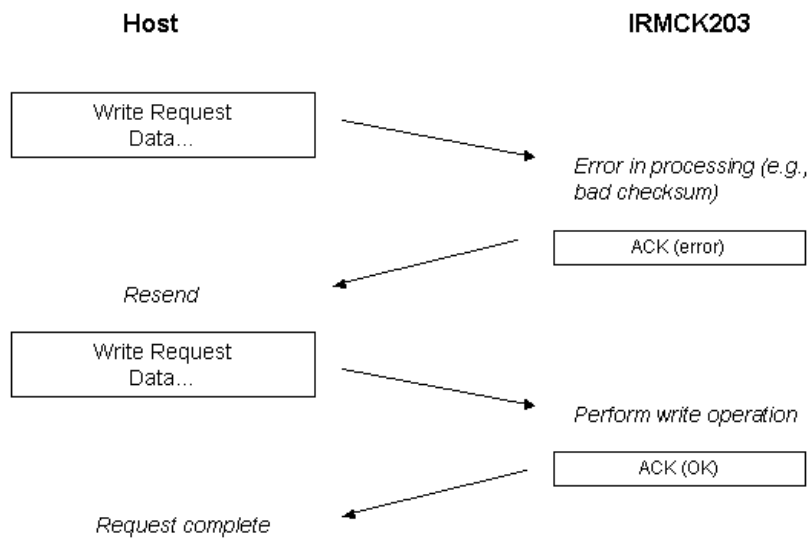 Host
IRMCK203
Write Request
Data...
Error in processing (e.g.,
bad checksum)
ACK (error)
Resend
Write Request
Data...
Perform write operation
ACK (OK)
Request complete